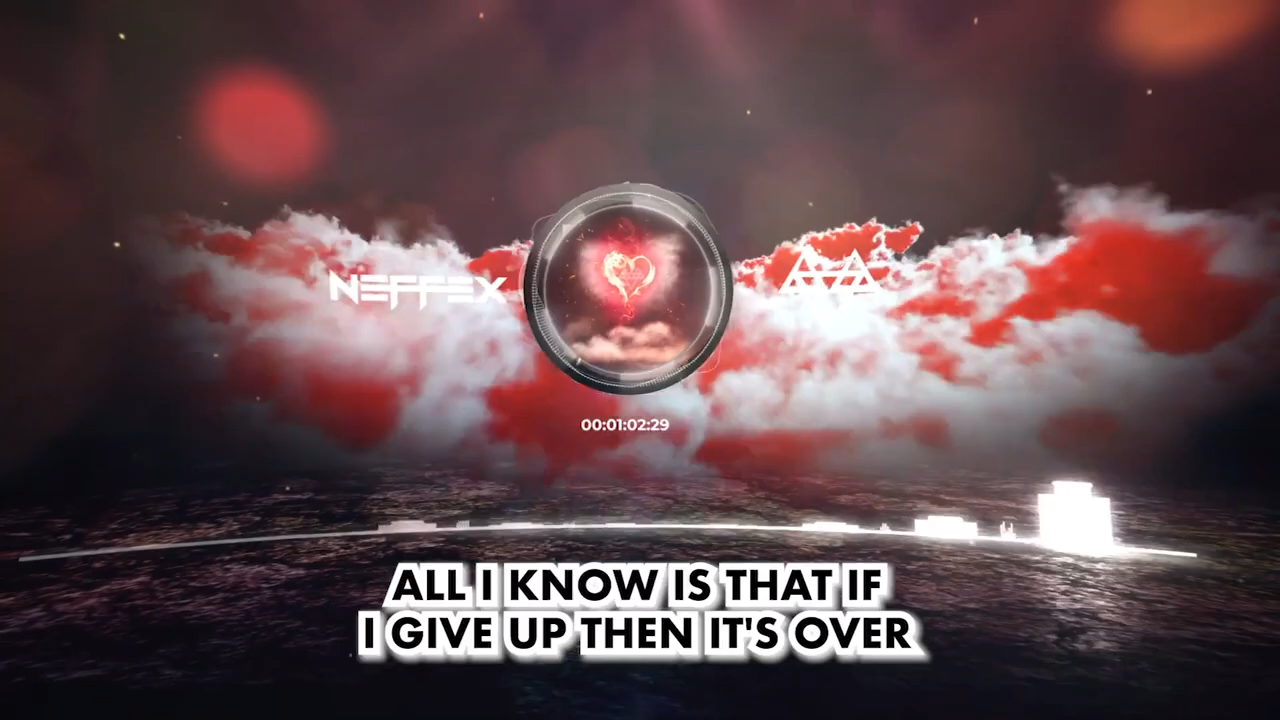 NEFFEX
00:01:02:29
ALL I KNOW IS THAT IF
I GIVE UP THEN IT'S OVER